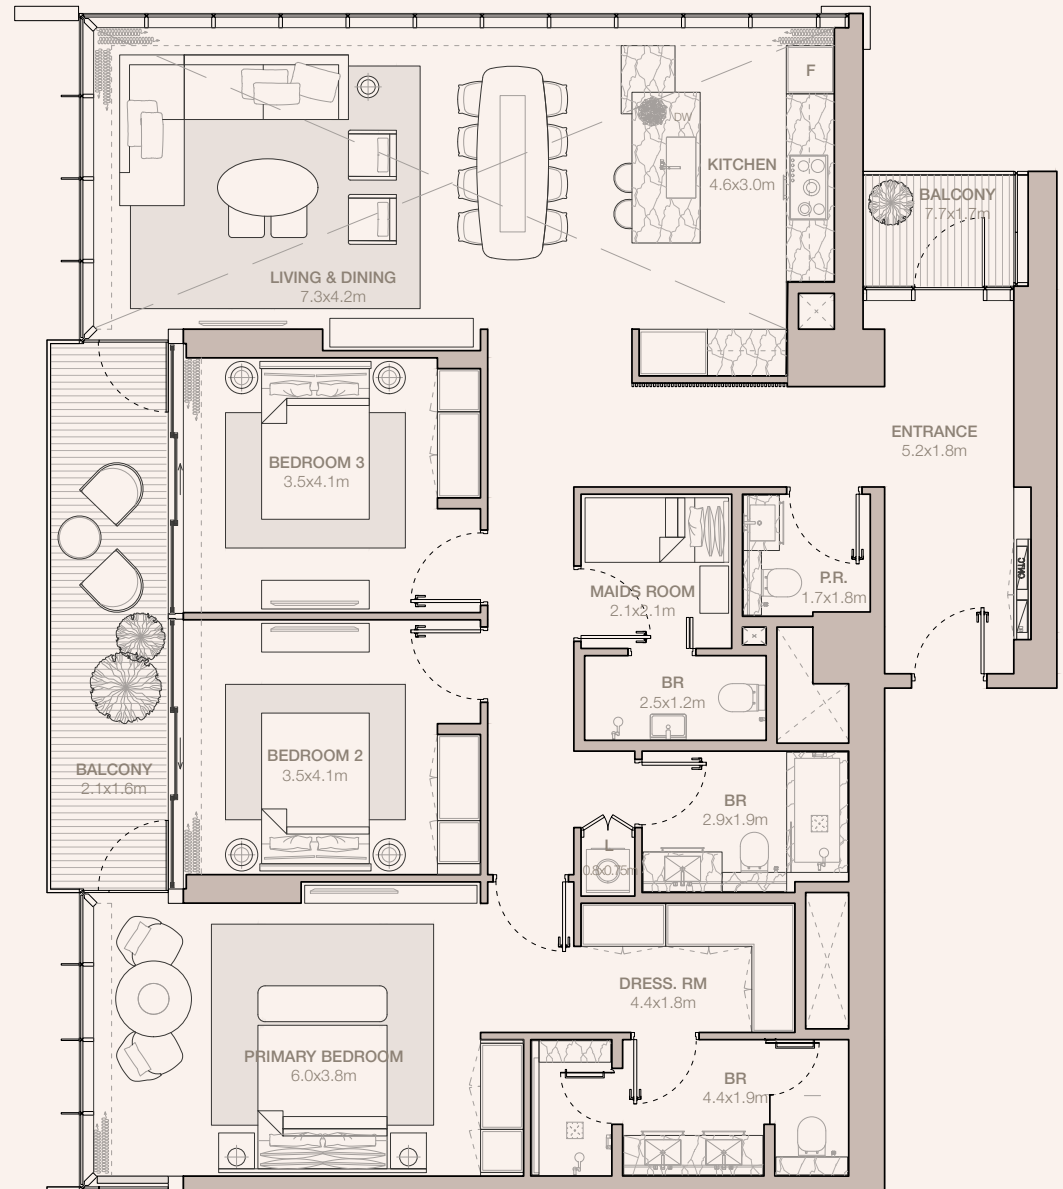 F
DW
KITCHEN
4.6x3.0m
BALCONY
7.7x1.7m
LIVING & DINING
7.3x4.2m
ENTRANCE
5.2x1.8m
BEDROOM 3
3.5x4.1m
MAIDS ROOM
2.1x2.1m
P.R.
1.7x1.8m
BR
2.5x1.2m
BEDROOM 2
3.5x4.1m
BALCONY
2.1x1.6m
BR
2.9x1.9m
L
0.8x0.75m
DRESS. RM
4.4x1.8m
PRIMARY BEDROOM
6.0x3.8m
BR
4.4x1.9m